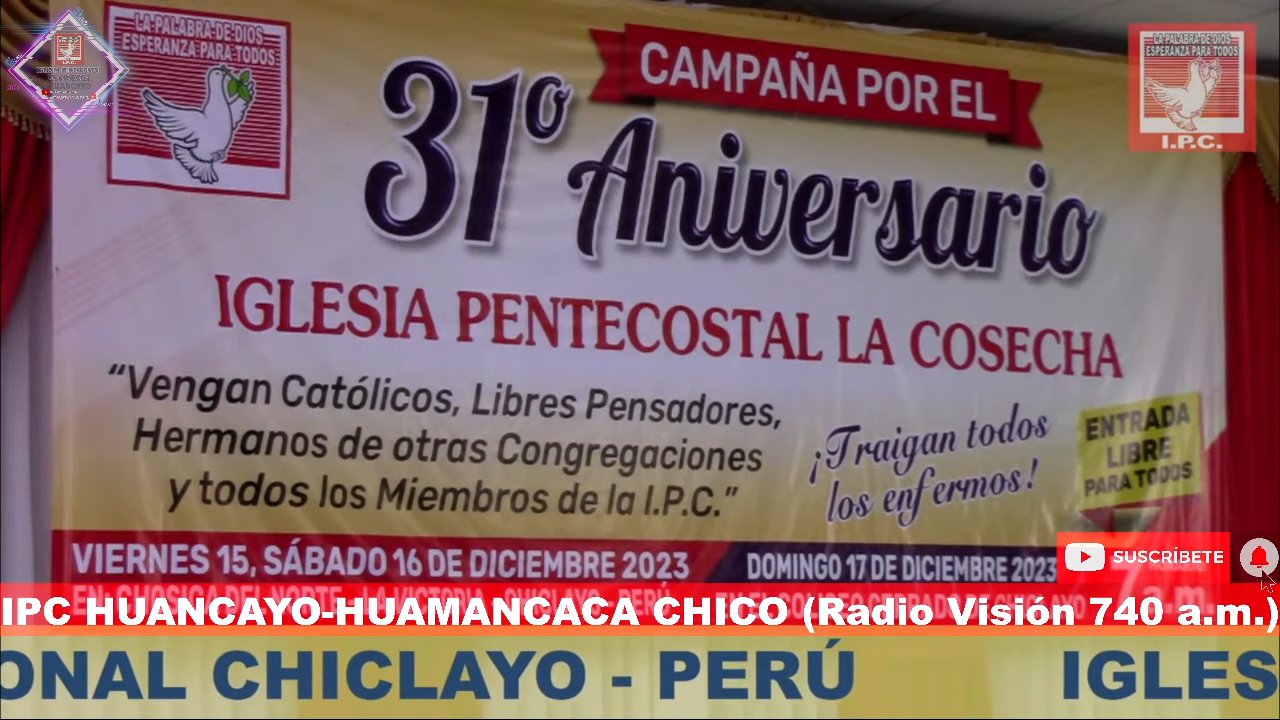 LA PALABRA DE DIOS
ESPERANZA PARA TODOS
CAMPAÑA POR EL
31º Aniversario
IGLESIA PENTECOSTAL LA COSECHA
“Vengan Católicos, Libres Pensadores,
Hermanos de otras Congregaciones
y todos los Miembros de la I.P.C.”
¡Traigan todos
los enfermos!
ENTRADA
LIBRE
PARA TODOS
VIERNES 15, SÁBADO 16 DE DICIEMBRE 2023
DOMINGO 17 DE DICIEMBRE 2023
LA PALABRA DE DIOS
ESPERANZA PARA TODOS
I.P.C.
SUSCRÍBETE
IPC HUANCAYO-HUAMANCACA CHICO (Radio Visión 740 a.m.)
ONAL CHICLAYO - PERÚ IGLES